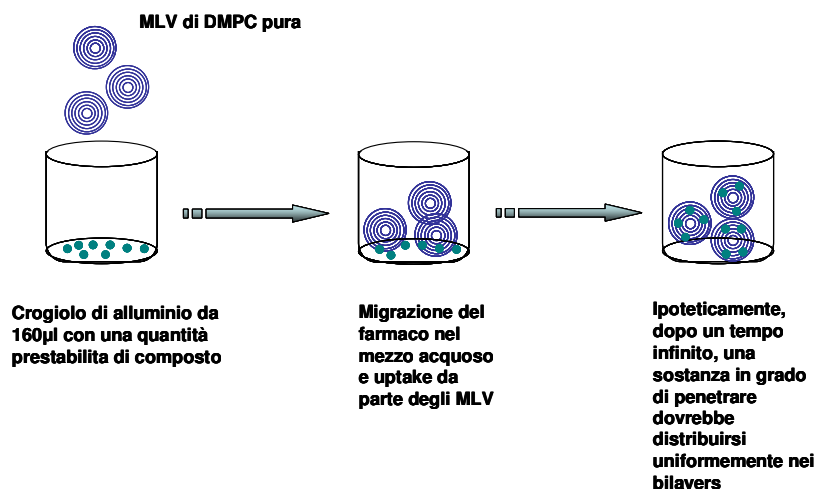 MLV di DMPC pura
Crogiolo di alluminio da
160µl con una quantità
prestabilita di composto
Migrazione del
farmaco nel
mezzo acquoso
e uptake da
parte degli MLV
Ipoteticamente,
dopo un tempo
infinito, una
sostanza in grado
di penetrare
dovrebbe
distribuirsi
uniformemente nei
bilayers